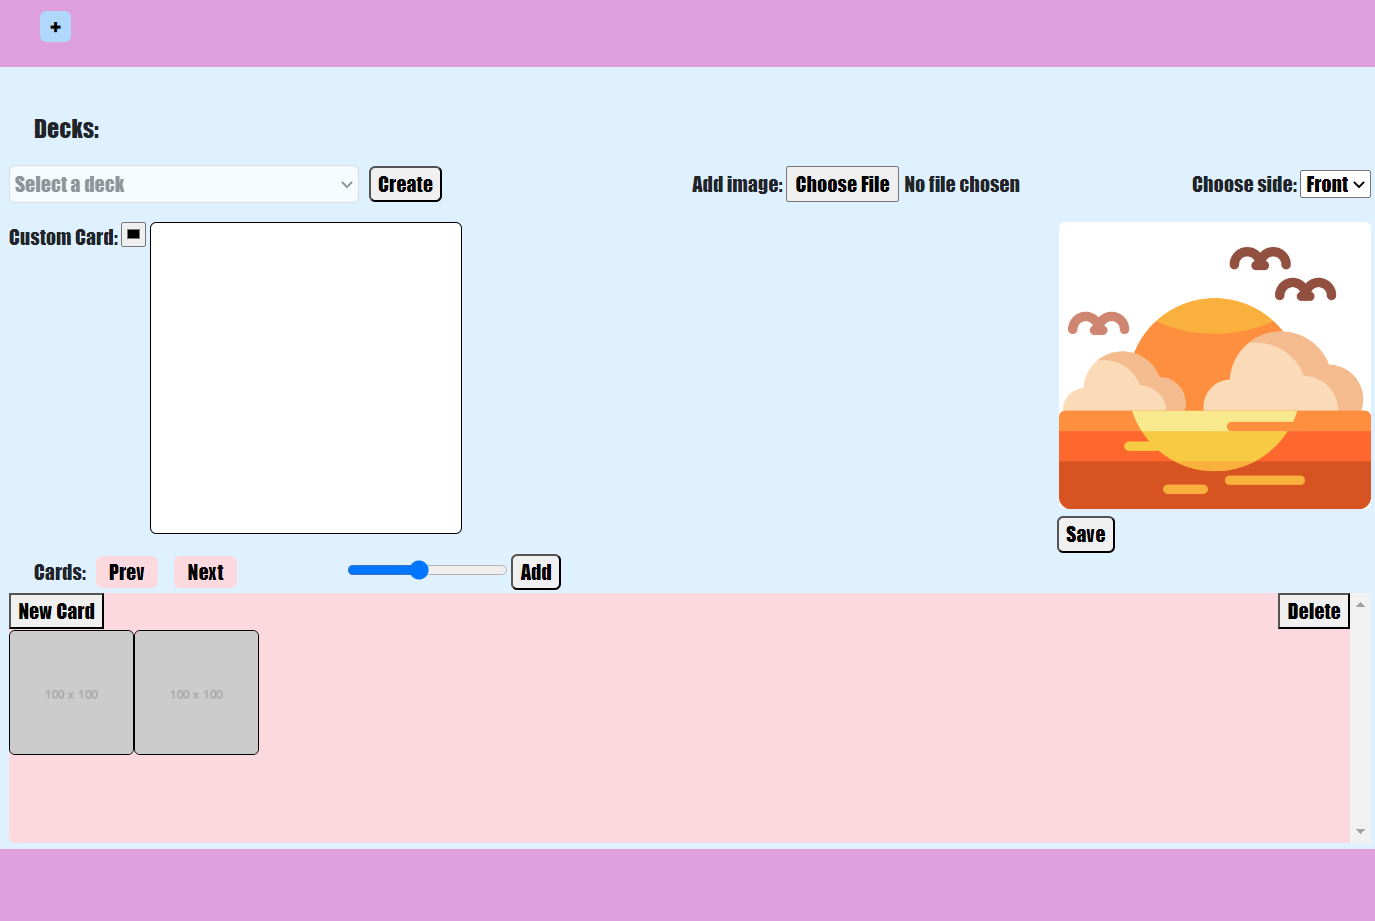 +
Decks:
Select a deck Create Add image: Choose File No file chosen Choose side: Front
Custom Card:
Save
Cards: Prev Next Add
New Card Delete
100 x 100 100 x 100